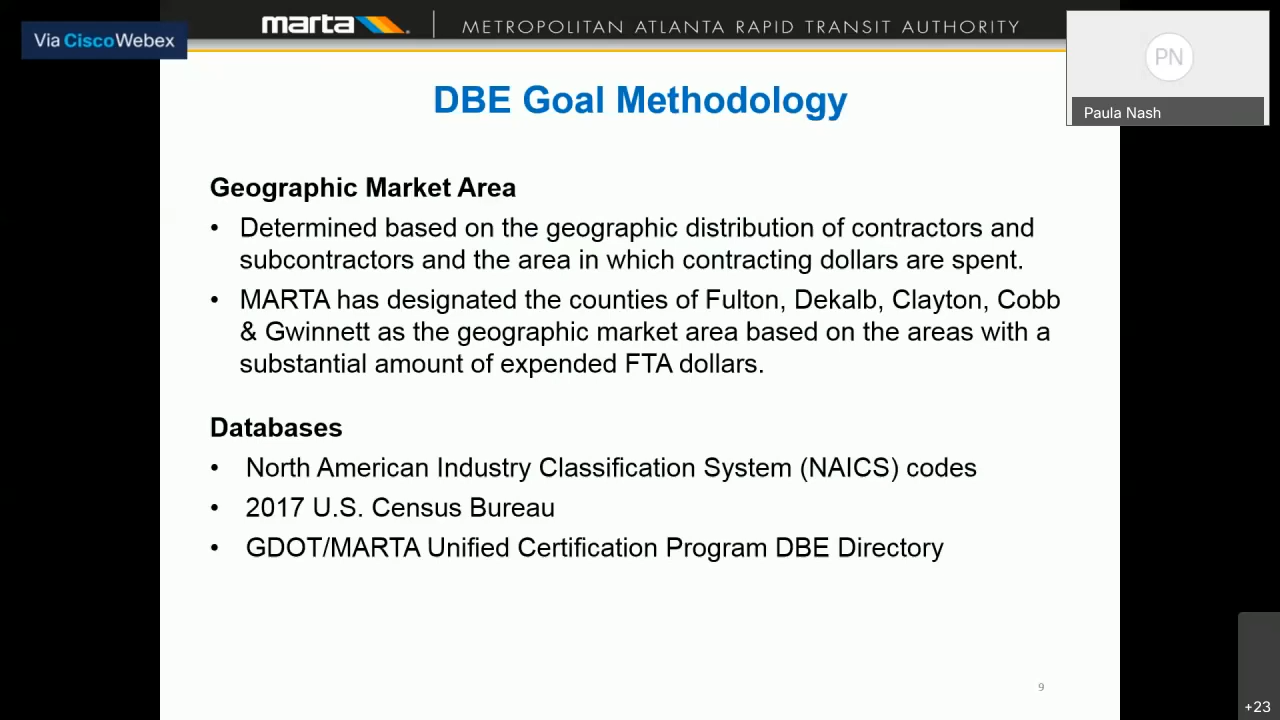 Via CiscoWebex
marta
METROPOLITAN ATLANTA RAPID TRANSIT AUTHORITY
PN
Paula Nash
DBE Goal Methodology
Geographic Market Area
• Determined based on the geographic distribution of contractors and
subcontractors and the area in which contracting dollars are spent.
• MARTA has designated the counties of Fulton, Dekalb, Clayton, Cobb
& Gwinnett as the geographic market area based on the areas with a
substantial amount of expended FTA dollars.
Databases
• North American Industry Classification System (NAICS) codes
• 2017 U.S. Census Bureau
• GDOT/MARTA Unified Certification Program DBE Directory
9
+23